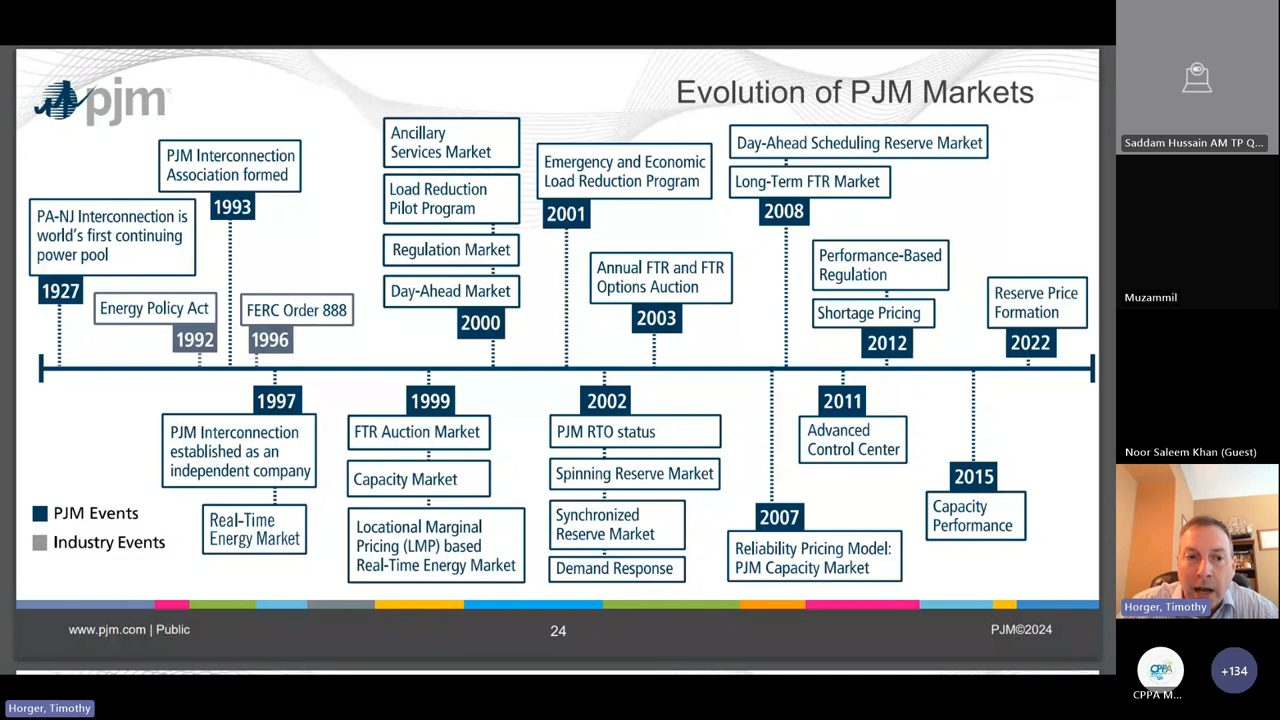 pjm
Evolution of PJM Markets
PA-NJ Interconnection is
world's first continuing
power pool
1927
Energy Policy Act
1992
PJM Interconnection
Association formed
1993
FERC Order 888
1996
Ancillary
Services Market
Load Reduction
Pilot Program
Regulation Market
Day-Ahead Market
2000
Emergency and Economic
Load Reduction Program
2001
Annual FTR and FTR
Options Auction
2003
Day-Ahead Scheduling Reserve Market
Long-Term FTR Market
2008
Performance-Based
Regulation
Shortage Pricing
2012
Reserve Price
Formation
2022
1997
PJM Interconnection
established as an
independent company
Real-Time
Energy Market
1999
FTR Auction Market
Capacity Market
Locational Marginal
Pricing (LMP) based
Real-Time Energy Market
2002
PJM RTO status
Spinning Reserve Market
Synchronized
Reserve Market
Demand Response
2007
Reliability Pricing Model:
PJM Capacity Market
2011
Advanced
Control Center
2015
Capacity
Performance
PJM Events
Industry Events
www.pjm.com | Public
24
PJM©2024
Saddam Hussain AM TP Q...
Muzammil
Noor Saleem Khan (Guest)
Horger, Timothy
CPPA
CPPA M...
+134
Horger, Timothy